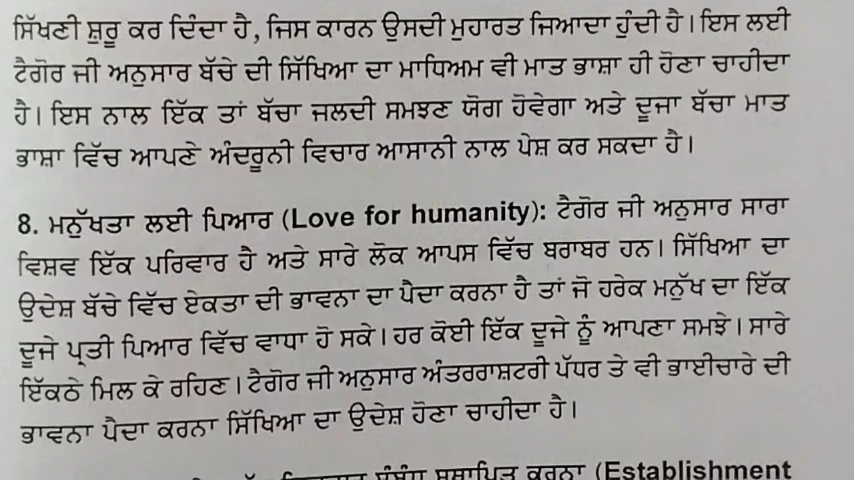 ਸਿੱਖਣੀ ਸ਼ੁਰੂ ਕਰ ਦਿੰਦਾ ਹੈ, ਜਿਸ ਕਾਰਨ ਉਸਦੀ ਮੁਹਾਰਤ ਜਿਆਦਾ ਹੁੰਦੀ ਹੈ। ਇਸ ਲਈ
ਟੈਗੋਰ ਜੀ ਅਨੁਸਾਰ ਬੱਚੇ ਦੀ ਸਿੱਖਿਆ ਦਾ ਮਾਧਿਅਮ ਵੀ ਮਾਤ ਭਾਸ਼ਾ ਹੀ ਹੋਣਾ ਚਾਹੀਦਾ
ਹੈ। ਇਸ ਨਾਲ ਇੱਕ ਤਾਂ ਬੱਚਾ ਜਲਦੀ ਸਮਝਣ ਯੋਗ ਹੋਵੇਗਾ ਅਤੇ ਦੂਜਾ ਬੱਚਾ ਮਾਤ
ਭਾਸ਼ਾ ਵਿੱਚ ਆਪਣੇ ਅੰਦਰੂਨੀ ਵਿਚਾਰ ਆਸਾਨੀ ਨਾਲ ਪੇਸ਼ ਕਰ ਸਕਦਾ ਹੈ।
8. ਮਨੁੱਖਤਾ ਲਈ ਪਿਆਰ (Love for humanity): ਟੈਗੋਰ ਜੀ ਅਨੁਸਾਰ ਸਾਰਾ
ਵਿਸ਼ਵ ਇੱਕ ਪਰਿਵਾਰ ਹੈ ਅਤੇ ਸਾਰੇ ਲੋਕ ਆਪਸ ਵਿੱਚ ਬਰਾਬਰ ਹਨ। ਸਿੱਖਿਆ ਦਾ
ਉਦੇਸ਼ ਬੱਚੇ ਵਿੱਚ ਏਕਤਾ ਦੀ ਭਾਵਨਾ ਦਾ ਪੈਦਾ ਕਰਨਾ ਹੈ ਤਾਂ ਜੋ ਹਰੇਕ ਮਨੁੱਖ ਦਾ ਇੱਕ
ਦੂਜੇ ਪ੍ਰਤੀ ਪਿਆਰ ਵਿੱਚ ਵਾਧਾ ਹੋ ਸਕੇ। ਹਰ ਕੋਈ ਇੱਕ ਦੂਜੇ ਨੂੰ ਆਪਣਾ ਸਮਝੇ। ਸਾਰੇ
ਇੱਕਠੇ ਮਿਲ ਕੇ ਰਹਿਣ। ਟੈਗੋਰ ਜੀ ਅਨੁਸਾਰ ਅੰਤਰਰਾਸ਼ਟਰੀ ਪੱਧਰ ਤੇ ਵੀ ਭਾਈਚਾਰੇ ਦੀ
ਭਾਵਨਾ ਪੈਦਾ ਕਰਨਾ ਸਿੱਖਿਆ ਦਾ ਉਦੇਸ਼ ਹੋਣਾ ਚਾਹੀਦਾ ਹੈ।
ਸੰਬੰਧ ਸਥਾਪਿਤ ਕਰਨਾ (Establishment